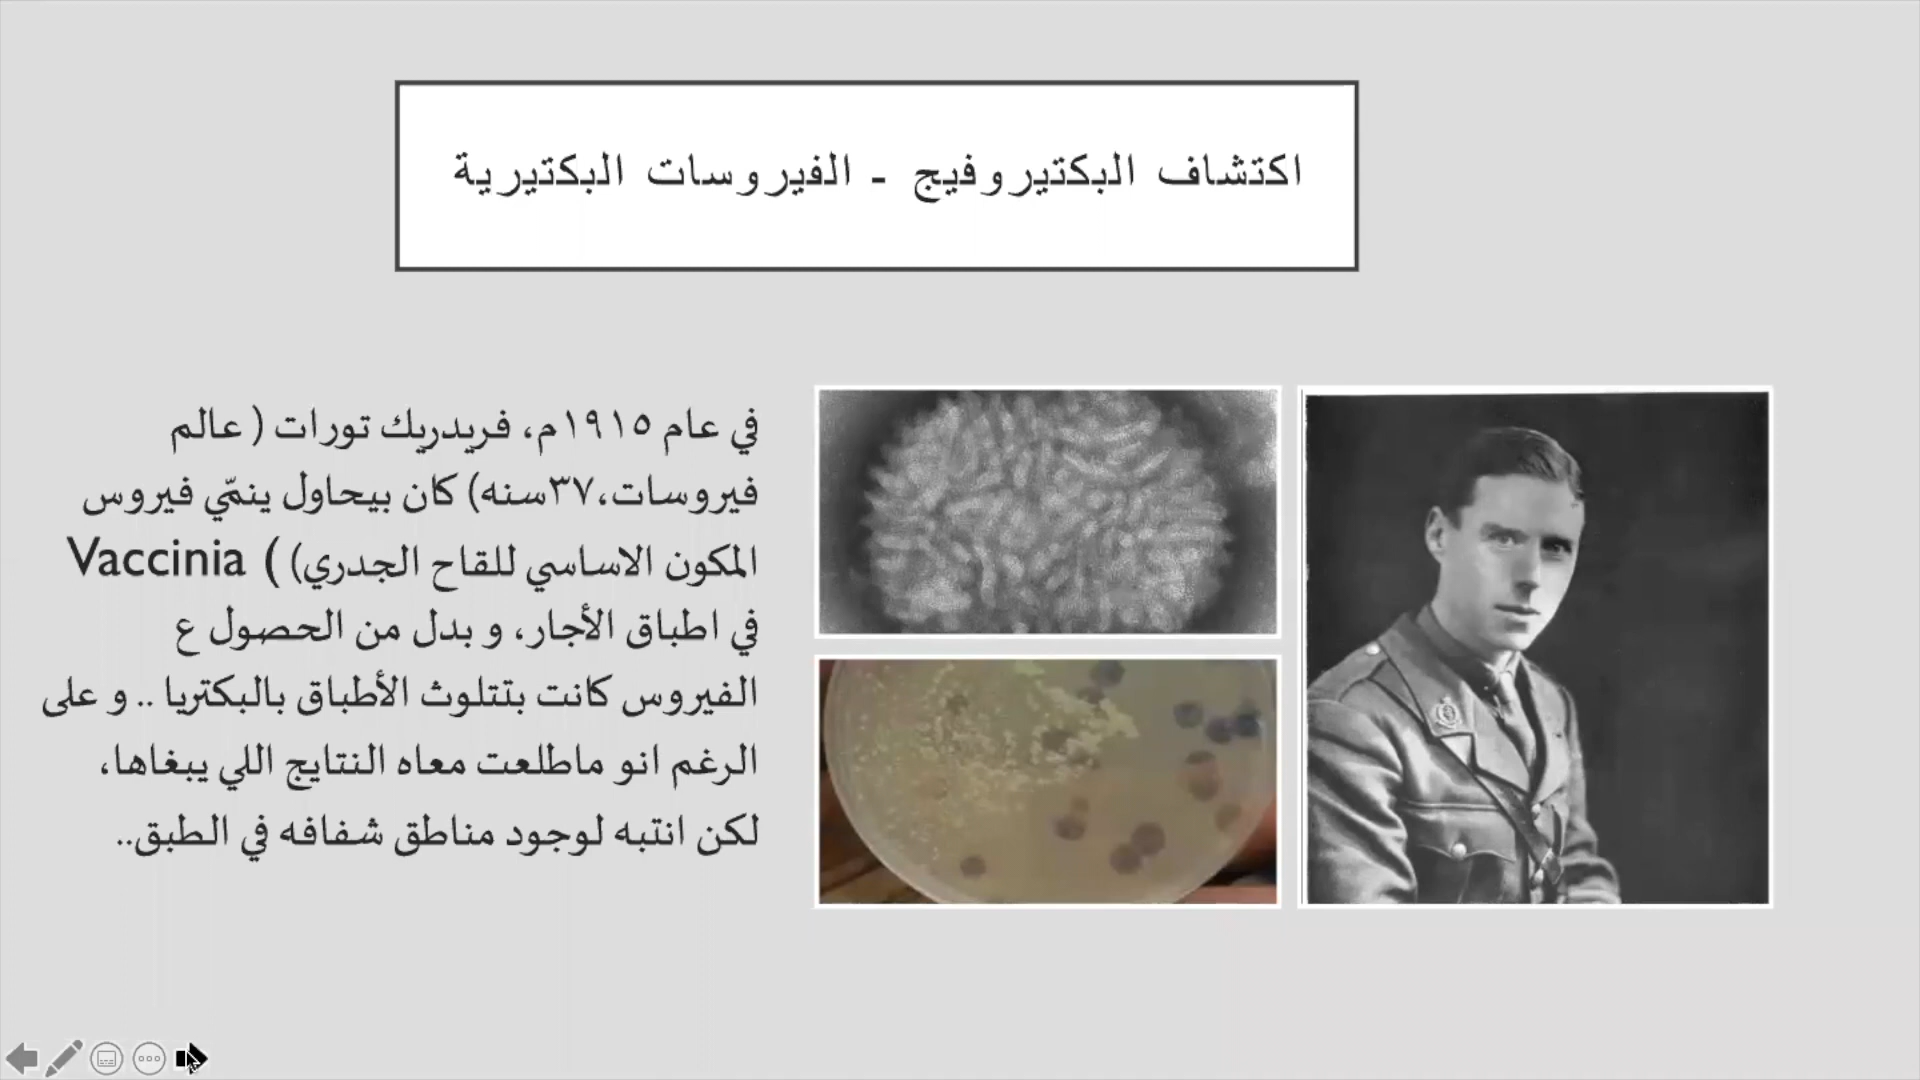 اكتشاف البكتيروفيج - الفيروسات البكتيرية
في عام ١٩١٥م، فريدريك تورات ( عالم
فيروسات،٣٧سنه) كان بيحاول ينمّي فيروس
Vaccinia ( (المكون الاساسي للقاح الجدري
في اطباق الأجار، و بدل من الحصول ع
الفيروس كانت بتتلوث الأطباق بالبكتريا .. و على
الرغم انو ماطلعت معاه النتايج اللي يبغاها،
لكن انتبه لوجود مناطق شفافه في الطبق..